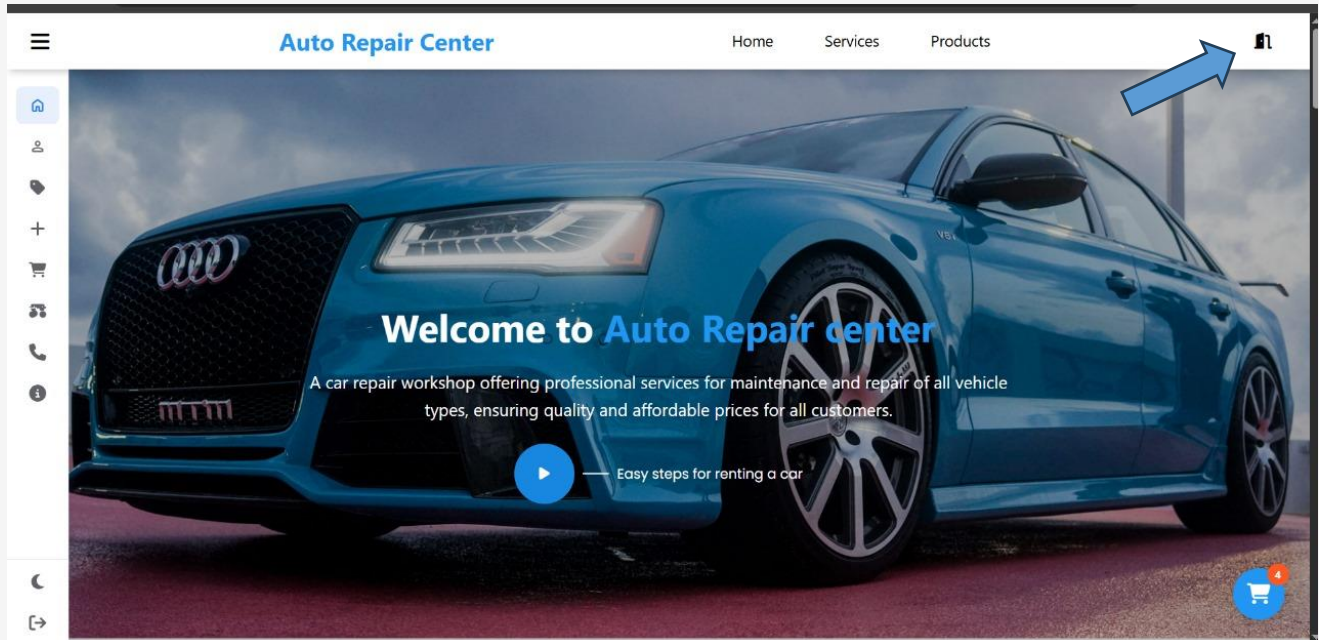 Auto Repair Center
Home Services Products
V8T
Welcome to Auto Repair center
A car repair workshop offering professional services for maintenance and repair of all vehicle
types, ensuring quality and affordable prices for all customers.
Easy steps for renting a car
4